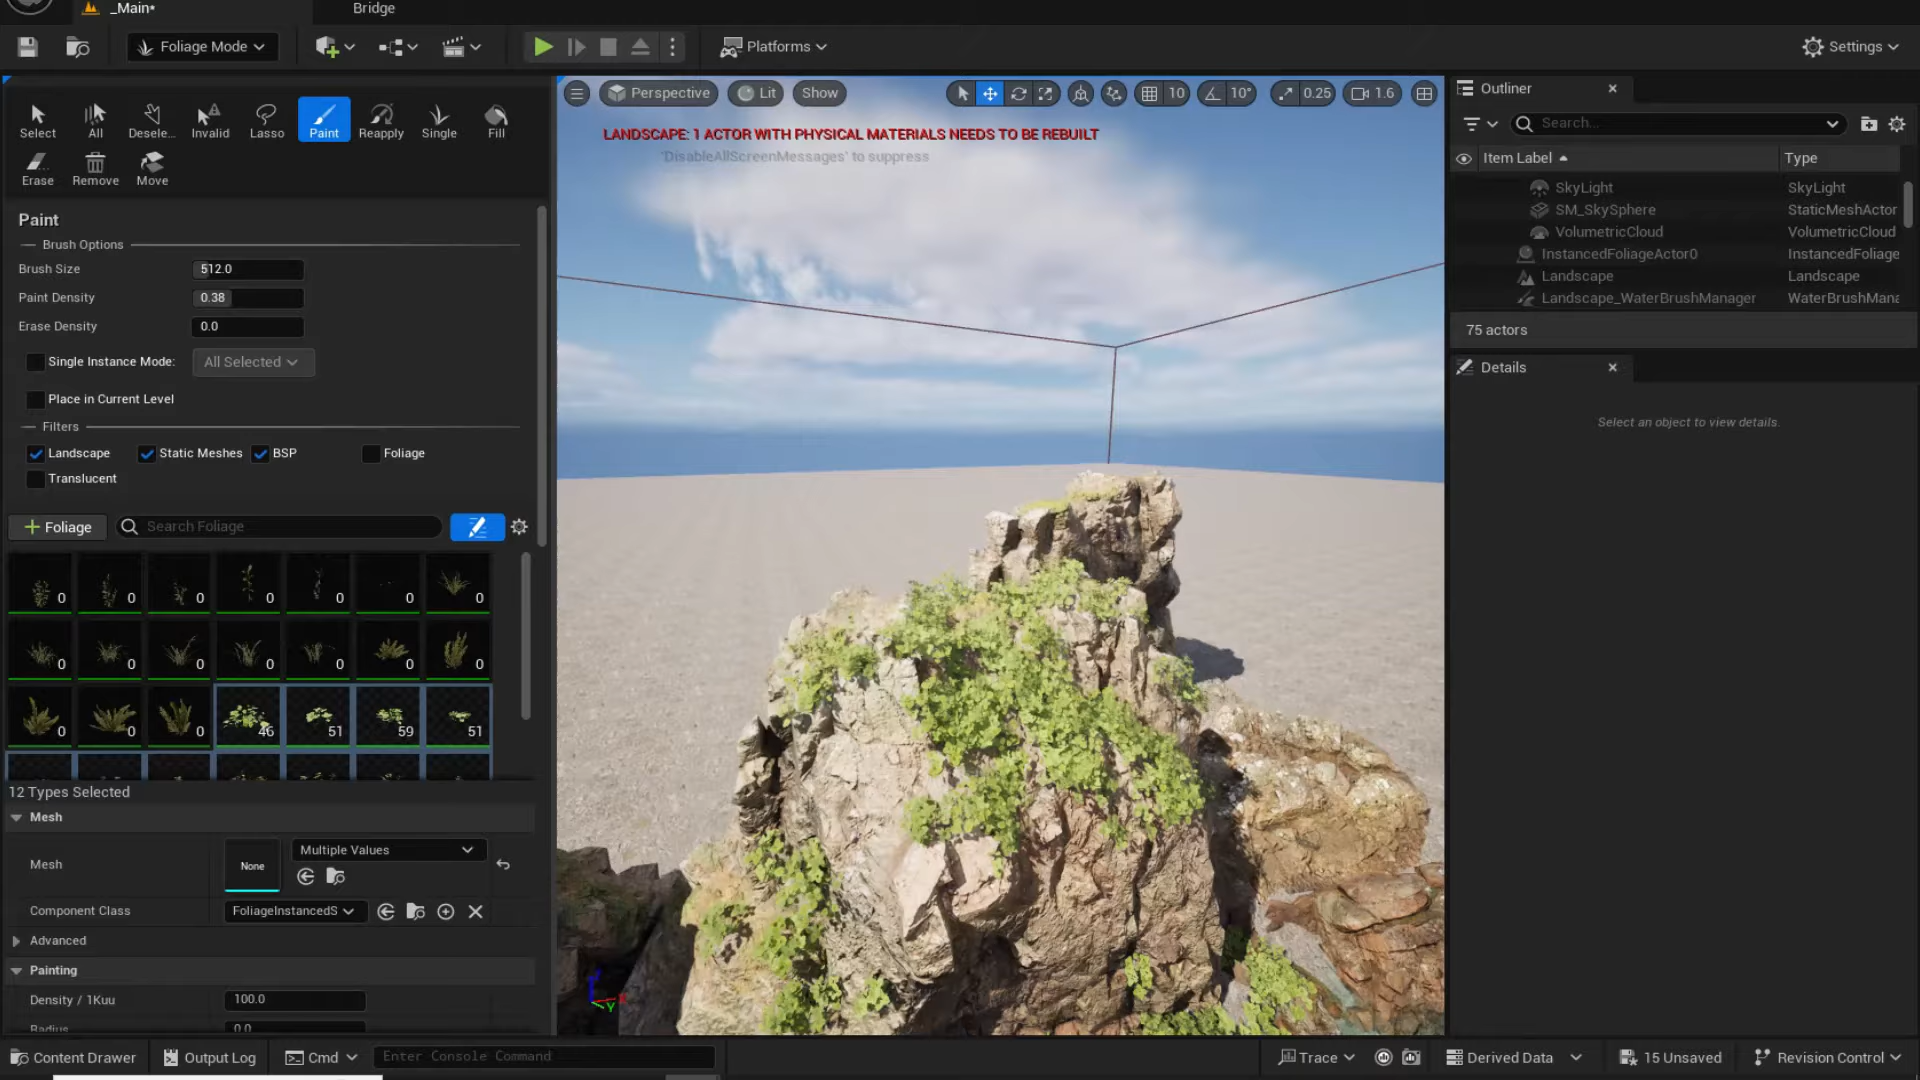 _Main*
Bridge
Foliage Mode
Platforms
Settings
Select
All
Desele...
Invalid
Lasso
Paint
Reapply
Single
Fill
Erase
Remove
Move
Paint
Brush Options
Brush Size
512.0
Paint Density
0.38
Erase Density
0.0
Single Instance Mode:
All Selected
Place in Current Level
Filters
Landscape
Static Meshes
BSP
Foliage
Translucent
Foliage
Search Foliage
0 0 0 0 0 0 0
0 0 0 0 0 0 0
0 0 0 46 51 59 51
12 Types Selected
Mesh
Mesh
None
Multiple Values
Component Class
FoliageInstancedS
Advanced
Painting
Density / 1Kuu
100.0
Radius
0.0
Perspective
Lit
Show
10
10°
0.25
1.6
LANDSCAPE: 1 ACTOR WITH PHYSICAL MATERIALS NEEDS TO BE REBUILT
'DisableAllScreenMessages' to suppress
X
Y
Outliner
Search...
Item Label
Type
SkyLight
SkyLight
SM_SkySphere
StaticMeshActor
VolumetricCloud
VolumetricCloud
InstancedFoliageActor0
InstancedFoliage
Landscape
Landscape
Landscape_WaterBrushManager
WaterBrushMana
75 actors
Details
Select an object to view details.
Content Drawer
Output Log
Cmd
Enter Console Command
Trace
Derived Data
15 Unsaved
Revision Control